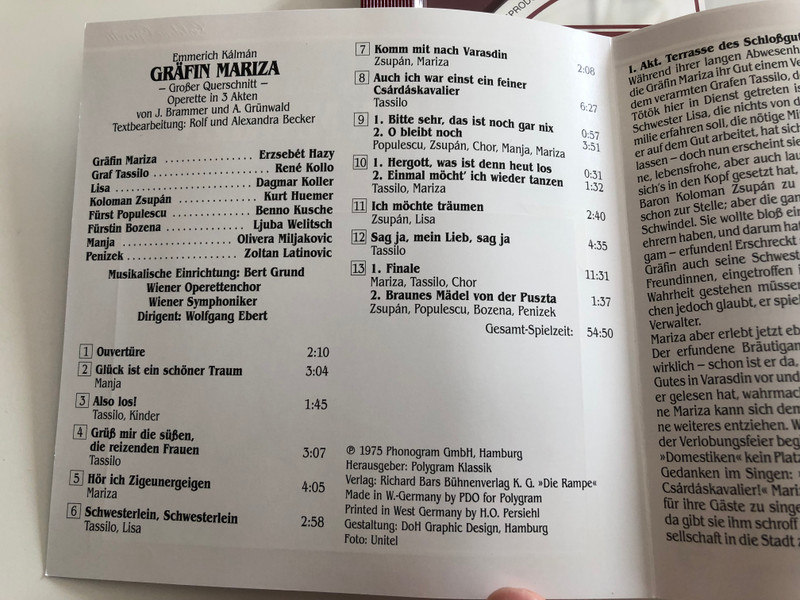 Emmerich Kálmán
GRÄFIN MARIZA
– Großer Querschnitt –
Operette in 3 Akten
von J. Brammer und A. Grünwald
Textbearbeitung: Rolf und Alexandra Becker
Gräfin Mariza . . . . . . . . . . . . . . . . Erzsebét Hazy
Graf Tassilo . . . . . . . . . . . . . . . . . . . . René Kollo
Lisa . . . . . . . . . . . . . . . . . . . . . . . Dagmar Koller
Koloman Zsupán . . . . . . . . . . . . . . Kurt Huemer
Fürst Populescu . . . . . . . . . . . . . . Benno Kusche
Fürstin Bozena . . . . . . . . . . . . . . . Ljuba Welitsch
Manja . . . . . . . . . . . . . . . . . . Olivera Miljakovic
Penizek . . . . . . . . . . . . . . . . . . Zoltan Latinovic
Musikalische Einrichtung: Bert Grund
Wiener Operettenchor
Wiener Symphoniker
Dirigent: Wolfgang Ebert
1 Ouvertüre 2:10
2 Glück ist ein schöner Traum 3:04
Manja
3 Also los! 1:45
Tassilo, Kinder
4 Grüß mir die süßen,
die reizenden Frauen 3:07
Tassilo
5 Hör ich Zigeunergeigen 4:05
Mariza
6 Schwesterlein, Schwesterlein 2:58
Tassilo, Lisa
7 Komm mit nach Varasdin 2:08
Zsupán, Mariza
8 Auch ich war einst ein feiner
Csárdáskavalier 6:27
Tassilo
9 1. Bitte sehr, das ist noch gar nix 0:57
2. O bleibt noch 3:51
Populescu, Zsupán, Chor, Manja, Mariza
10 1. Hergott, was ist denn heut los 0:31
2. Einmal möcht' ich wieder tanzen 1:32
Tassilo, Mariza
11 Ich möchte träumen 2:40
Zsupán, Lisa
12 Sag ja, mein Lieb, sag ja 4:35
Tassilo
13 1. Finale 11:31
Mariza, Tassilo, Chor
2. Braunes Mädel von der Puszta 1:37
Zsupán, Populescu, Bozena, Penizek
Gesamt-Spielzeit: 54:50
℗ 1975 Phonogram GmbH, Hamburg
Herausgeber: Polygram Klassik
Verlag: Richard Bars Bühnenverlag K. G. »Die Rampe«
Made in W.-Germany by PDO for Polygram
Printed in West Germany by H.O. Persiehl
Gestaltung: DoH Graphic Design, Hamburg
Foto: Unitel
1. Akt. Terrasse des Schloßgut
Während ihrer langen Abwesenh
die Gräfin Mariza ihr Gut einem Ve
dem verarmten Grafen Tassilo, d
Tötök hier in Dienst getreten is
Schwester Lisa, die nichts von d
milie erfahren soll, die nötige Mi
er auf dem Gut arbeitet, hat sich
lassen – doch nun erscheint sie
ne, lebensfrohe, aber auch lau
sich's in den Kopf gesetzt hat,
Baron Koloman Zsupán zu
schon zur Stelle; aber die gan
Schwindel. Sie wollte bloß ein
ehrern haben, und darum hat
gam – erfunden! Erschreckt
Gräfin auch seine Schwest
Freundinnen, eingetroffen
Wahrheit gestehen müsse
chen jedoch glaubt, er spiel
Verwalter.
Mariza aber erlebt jetzt eb
Der erfundene Bräutigan
wirklich – schon ist er da,
Gutes in Varasdin vor und
er gelesen hat, wahrmach
ne Mariza kann sich dem
ne weiteres entziehen. W
der Verlobungsfeier beg
»Domestiken« kein Platz
Gedanken im Singen:
Csárdáskavalier!« Mari
für ihre Gäste zu singe
da gibt sie ihm schroff
sellschaft in die Stadt z